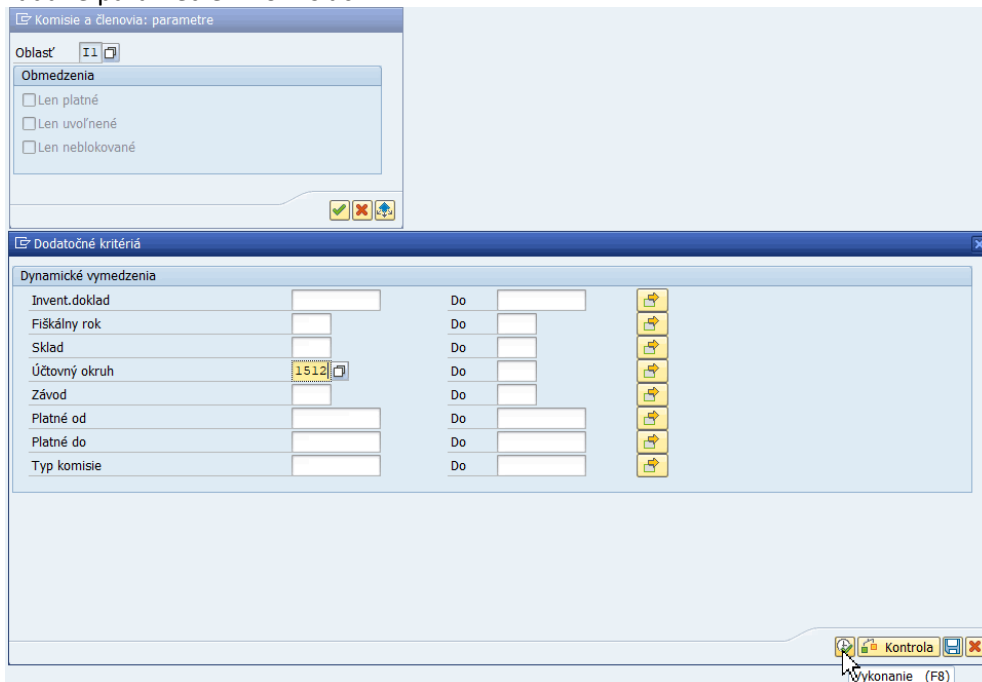 Komisie a členovia: parametre
Oblasť I1
Obmedzenia
Len platné
Len uvoľnené
Len neblokované
Dodatočné kritériá
Dynamické vymedzenia
Invent.doklad Do
Fiškálny rok Do
Sklad Do
Účtovný okruh 1512 Do
Závod Do
Platné od Do
Platné do Do
Typ komisie Do
Kontrola
Vykonanie (F8)